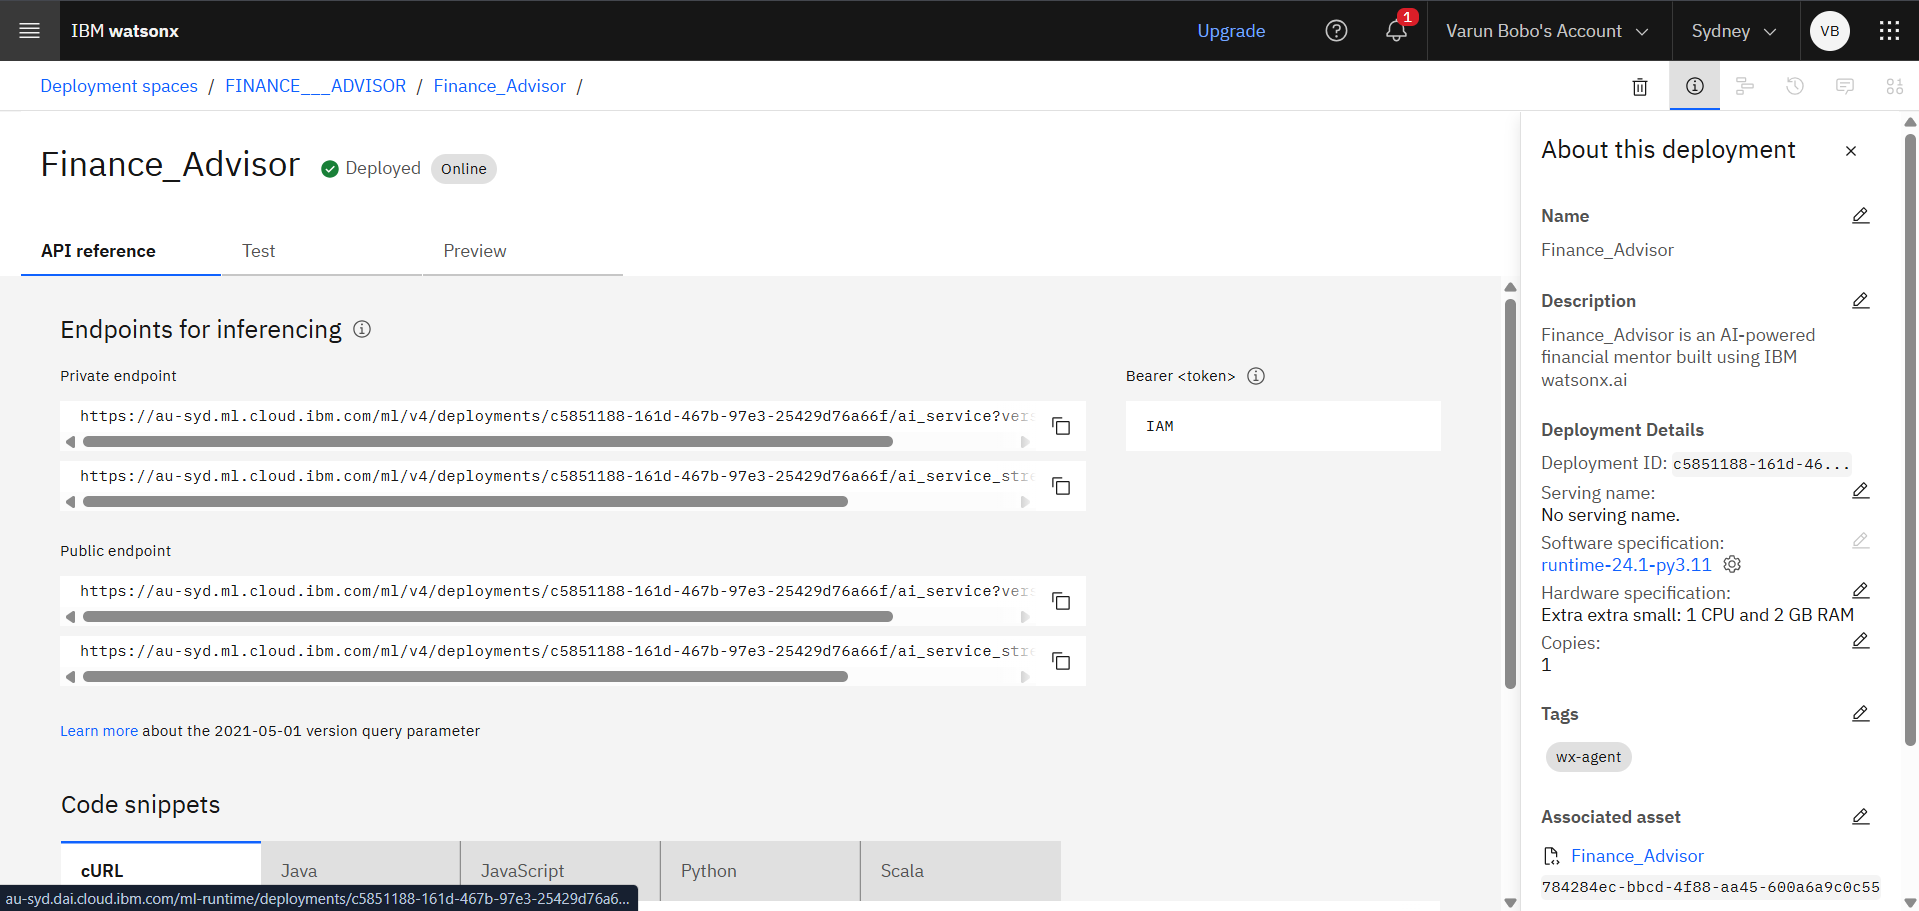 IBM watsonx
Upgrade
1
Varun Bobo's Account
Sydney
VB
Deployment spaces / FINANCE___ADVISOR / Finance_Advisor /
Finance_Advisor
Deployed
Online
API reference
Test
Preview
Endpoints for inferencing
Private endpoint
https://au-syd.ml.cloud.ibm.com/ml/v4/deployments/c5851188-161d-467b-97e3-25429d76a66f/ai_service?vers
https://au-syd.ml.cloud.ibm.com/ml/v4/deployments/c5851188-161d-467b-97e3-25429d76a66f/ai_service_stre
Bearer <token>
IAM
Public endpoint
https://au-syd.ml.cloud.ibm.com/ml/v4/deployments/c5851188-161d-467b-97e3-25429d76a66f/ai_service?vers
https://au-syd.ml.cloud.ibm.com/ml/v4/deployments/c5851188-161d-467b-97e3-25429d76a66f/ai_service_stre
Learn more about the 2021-05-01 version query parameter
Code snippets
cURL
Java
JavaScript
Python
Scala
au-syd.dai.cloud.ibm.com/ml-runtime/deployments/c5851188-161d-467b-97e3-25429d76a6...
About this deployment
Name
Finance_Advisor
Description
Finance_Advisor is an AI-powered
financial mentor built using IBM
watsonx.ai
Deployment Details
Deployment ID: c5851188-161d-46...
Serving name:
No serving name.
Software specification:
runtime-24.1-py3.11
Hardware specification:
Extra extra small: 1 CPU and 2 GB RAM
Copies:
1
Tags
wx-agent
Associated asset
Finance_Advisor
784284ec-bbcd-4f88-aa45-600a6a9c0c55